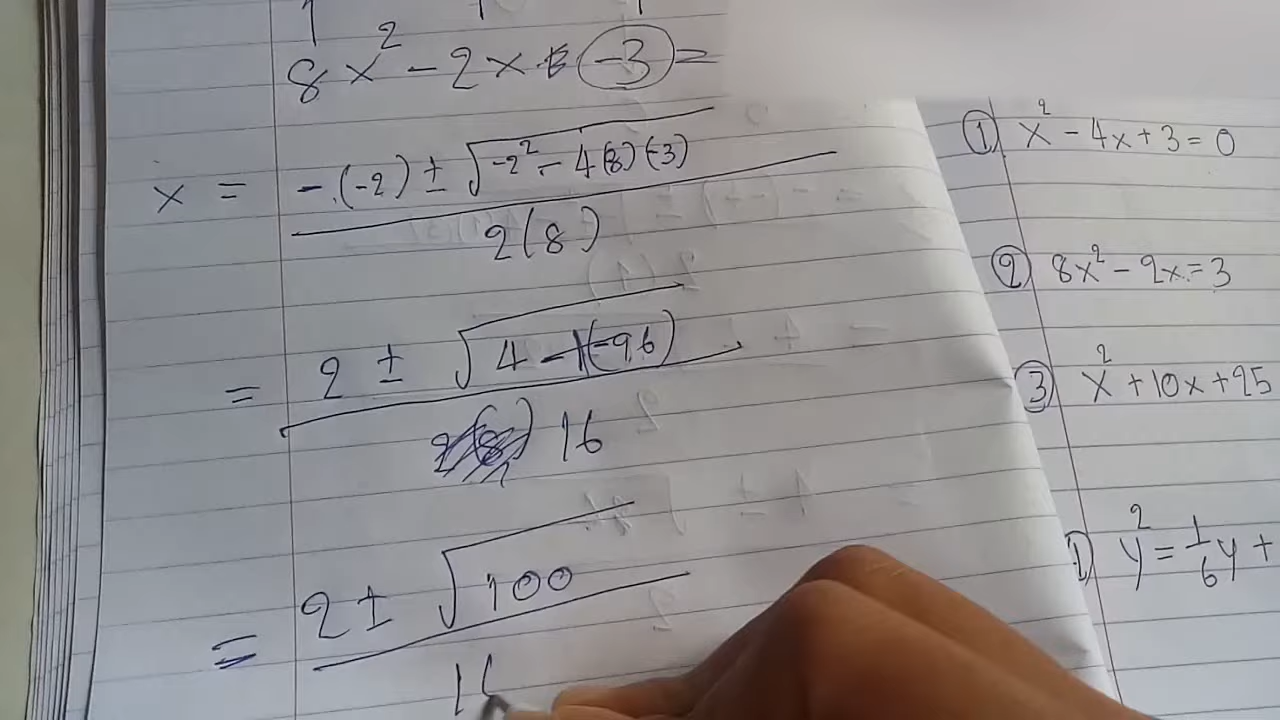 8x² - 2x -3 =
x = -(-2) ± √-2² - 4(8)(-3)
2(8)
= 2 ± √4 - 1(-96)
16
= 2 ± √100
16
① x² - 4x + 3 = 0
② 8x² - 2x = 3
③ x² + 10x + 25
y² = 1/6 y +